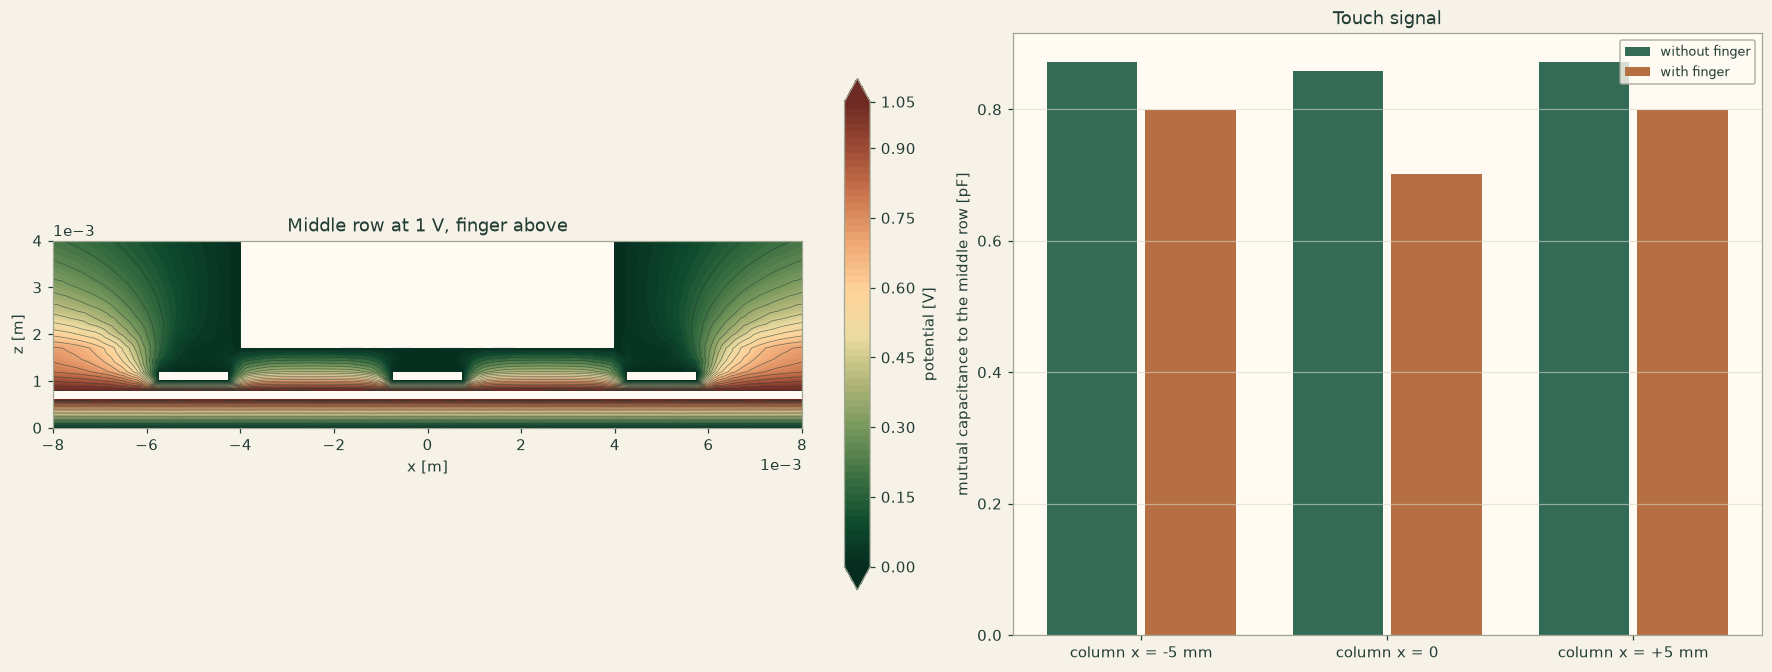 Middle row at 1 V, finger above
1e−3
4
3
2
1
0
z [m]
−8 −6 −4 −2 0 2 4 6 8
x [m]
1e−3
1.05
0.90
0.75
0.60
0.45
0.30
0.15
0.00
potential [V]
Touch signal
without finger
with finger
0.8
0.6
0.4
0.2
0.0
mutual capacitance to the middle row [pF]
column x = -5 mm
column x = 0
column x = +5 mm